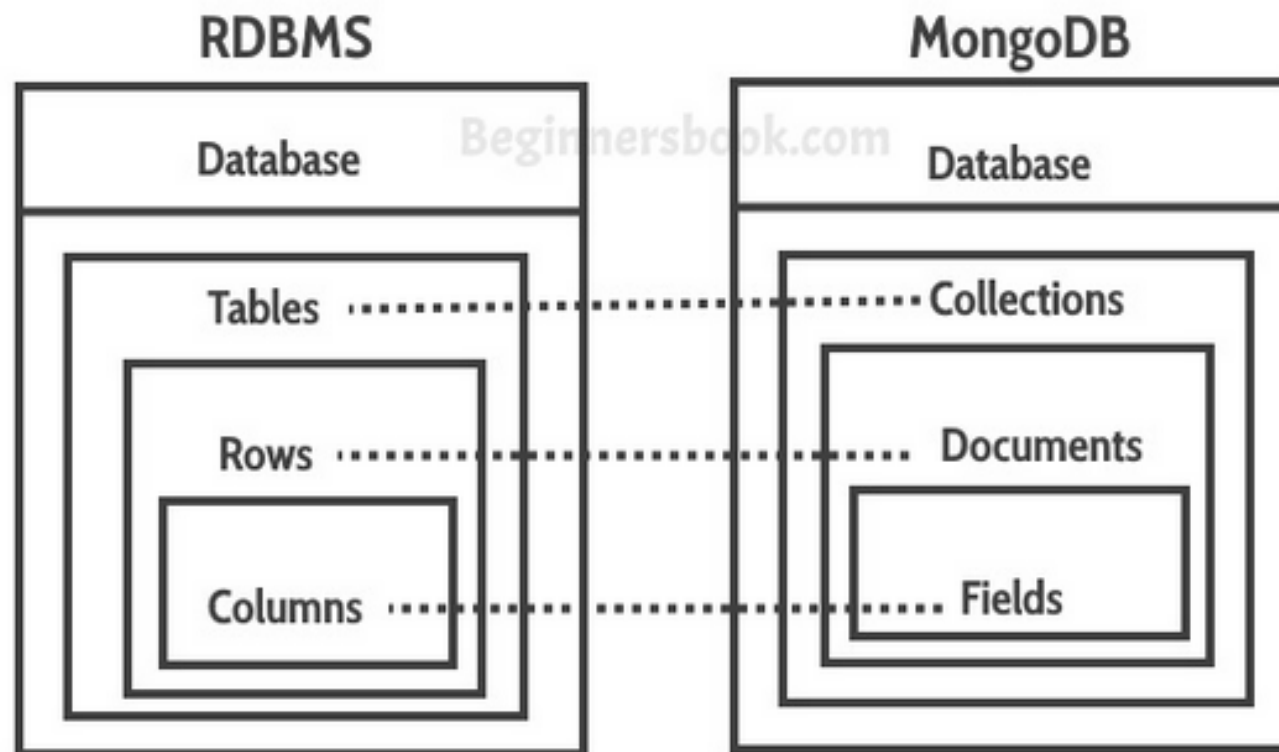 RDBMS
MongoDB
Beginnersbook.com
Database
Database
Tables
Collections
Rows
Documents
Columns
Fields